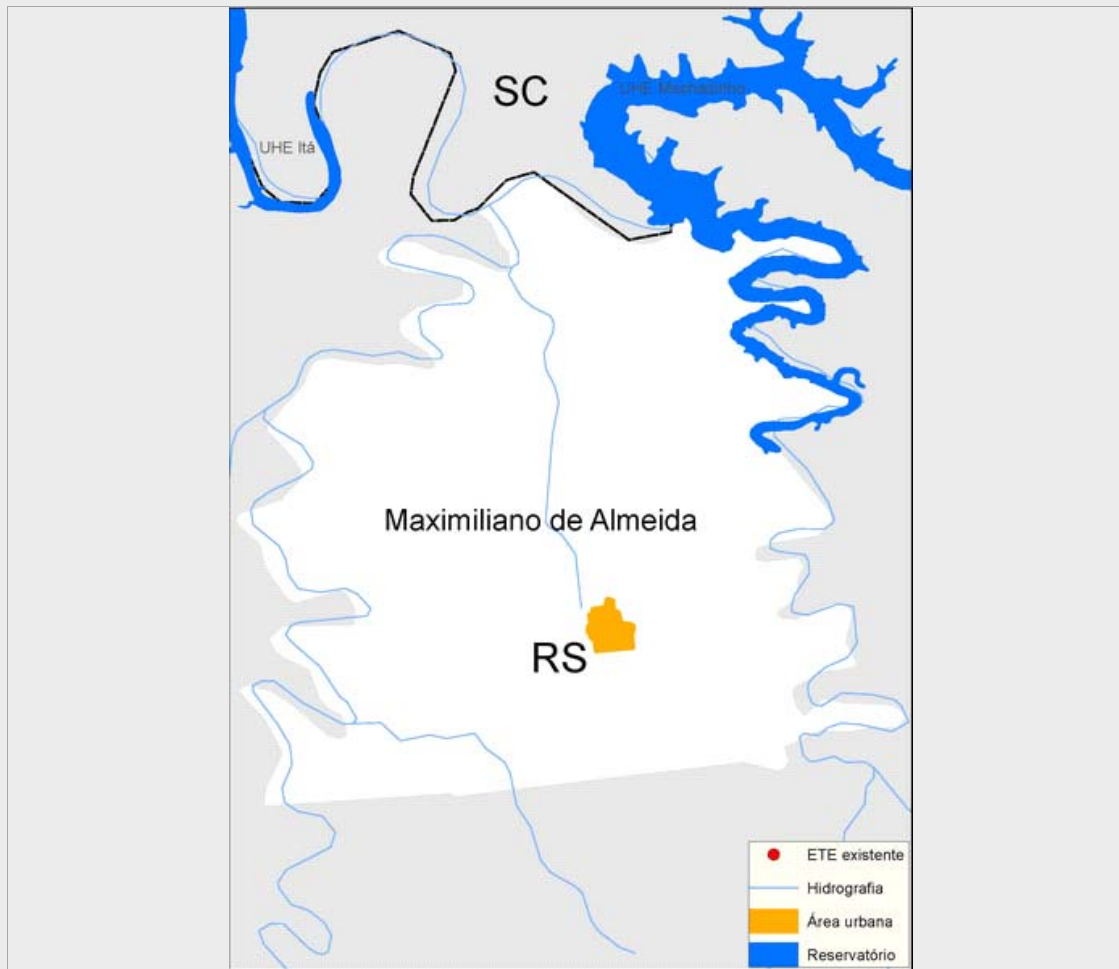 SC
UHE Machadinho
UHE Itá
Maximiliano de Almeida
RS
ETE existente
Hidrografia
Área urbana
Reservatório